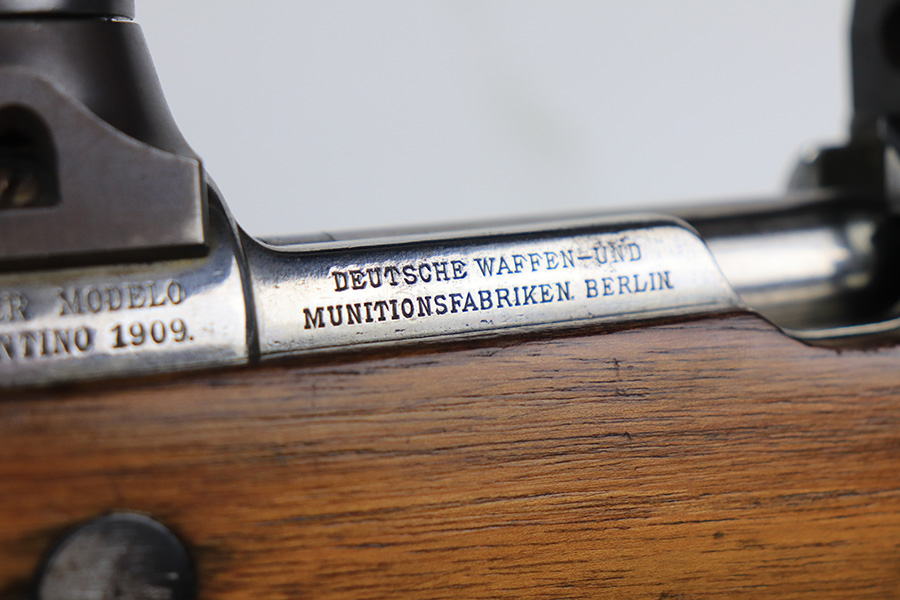 ER MODELO
NTINO 1909.
DEUTSCHE WAFFEN-UND
MUNITIONSFABRIKEN. BERLIN.